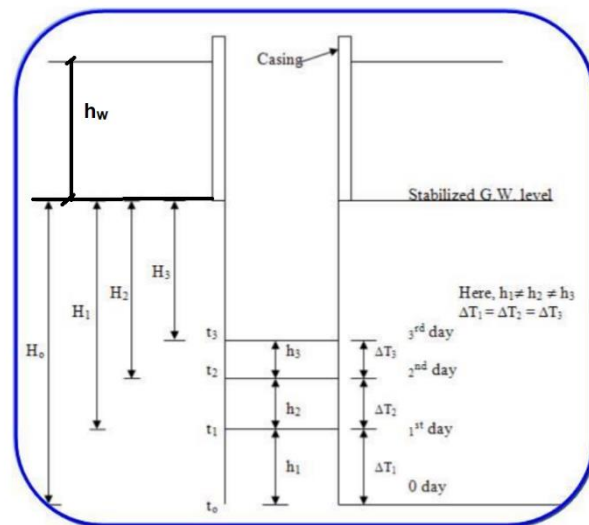 Casing
h_w
Stabilized G.W. level
H₃
H₂
H₁
Hₒ
Here, h₁≠ h₂ ≠ h₃
ΔT₁ = ΔT₂ = ΔT₃
t₃
3rd day
h₃
ΔT₃
t₂
2nd day
h₂
ΔT₂
t₁
1st day
h₁
ΔT₁
0 day
tₒ